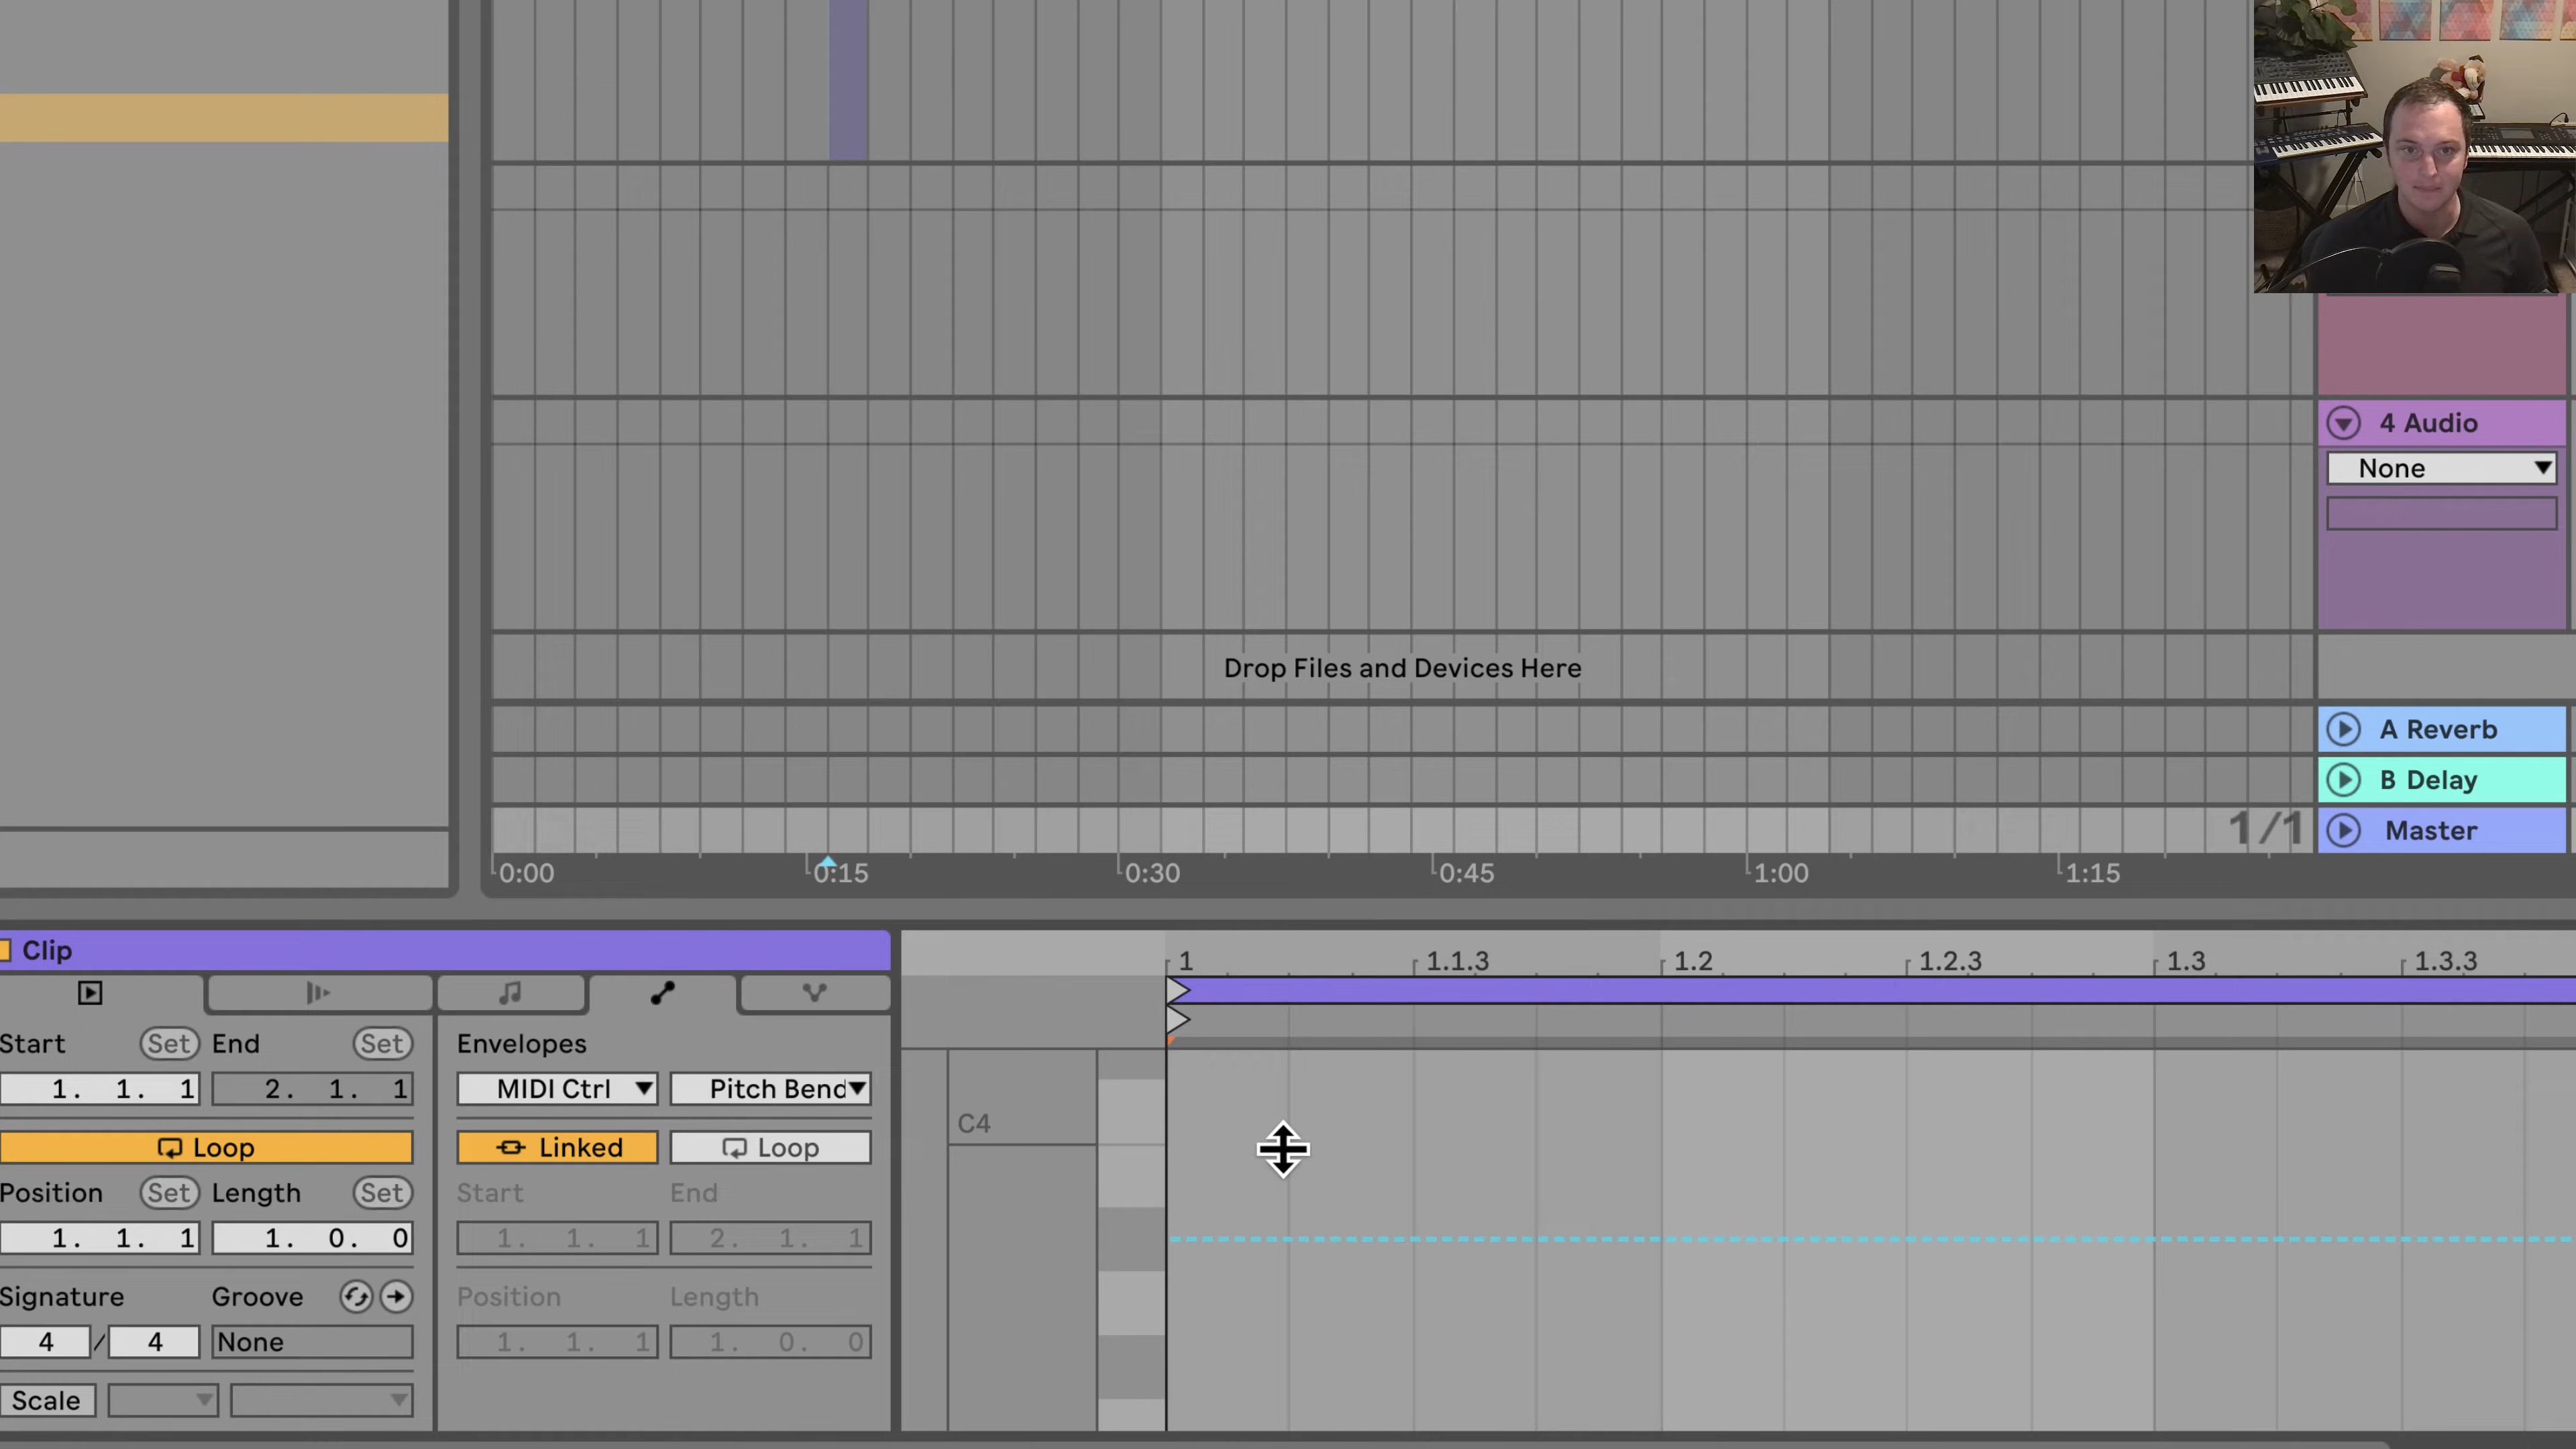 4 Audio
None
Drop Files and Devices Here
A Reverb
B Delay
1/1
Master
0:00
0:15
0:30
0:45
1:00
1:15
Clip
1
1.1.3
1.2
1.2.3
1.3
1.3.3
Start Set End Set
1. 1. 1 2. 1. 1
Loop
Position Set Length Set
1. 1. 1 1. 0. 0
Signature Groove
4 / 4 None
Scale
Envelopes
MIDI Ctrl Pitch Bend
Linked Loop
Start End
1. 1. 1 2. 1. 1
Position Length
1. 1. 1 1. 0. 0
C4